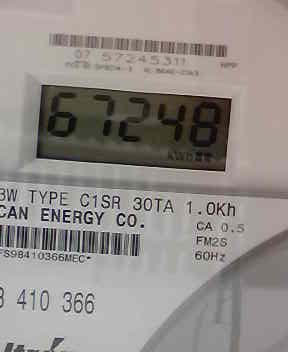 07 57245311 NPP
67248
KWH
3W TYPE C1SR 30TA 1.0Kh
CAN ENERGY CO.
CA 0.5
FM2S
FS98410366MEC*
60Hz
410 366